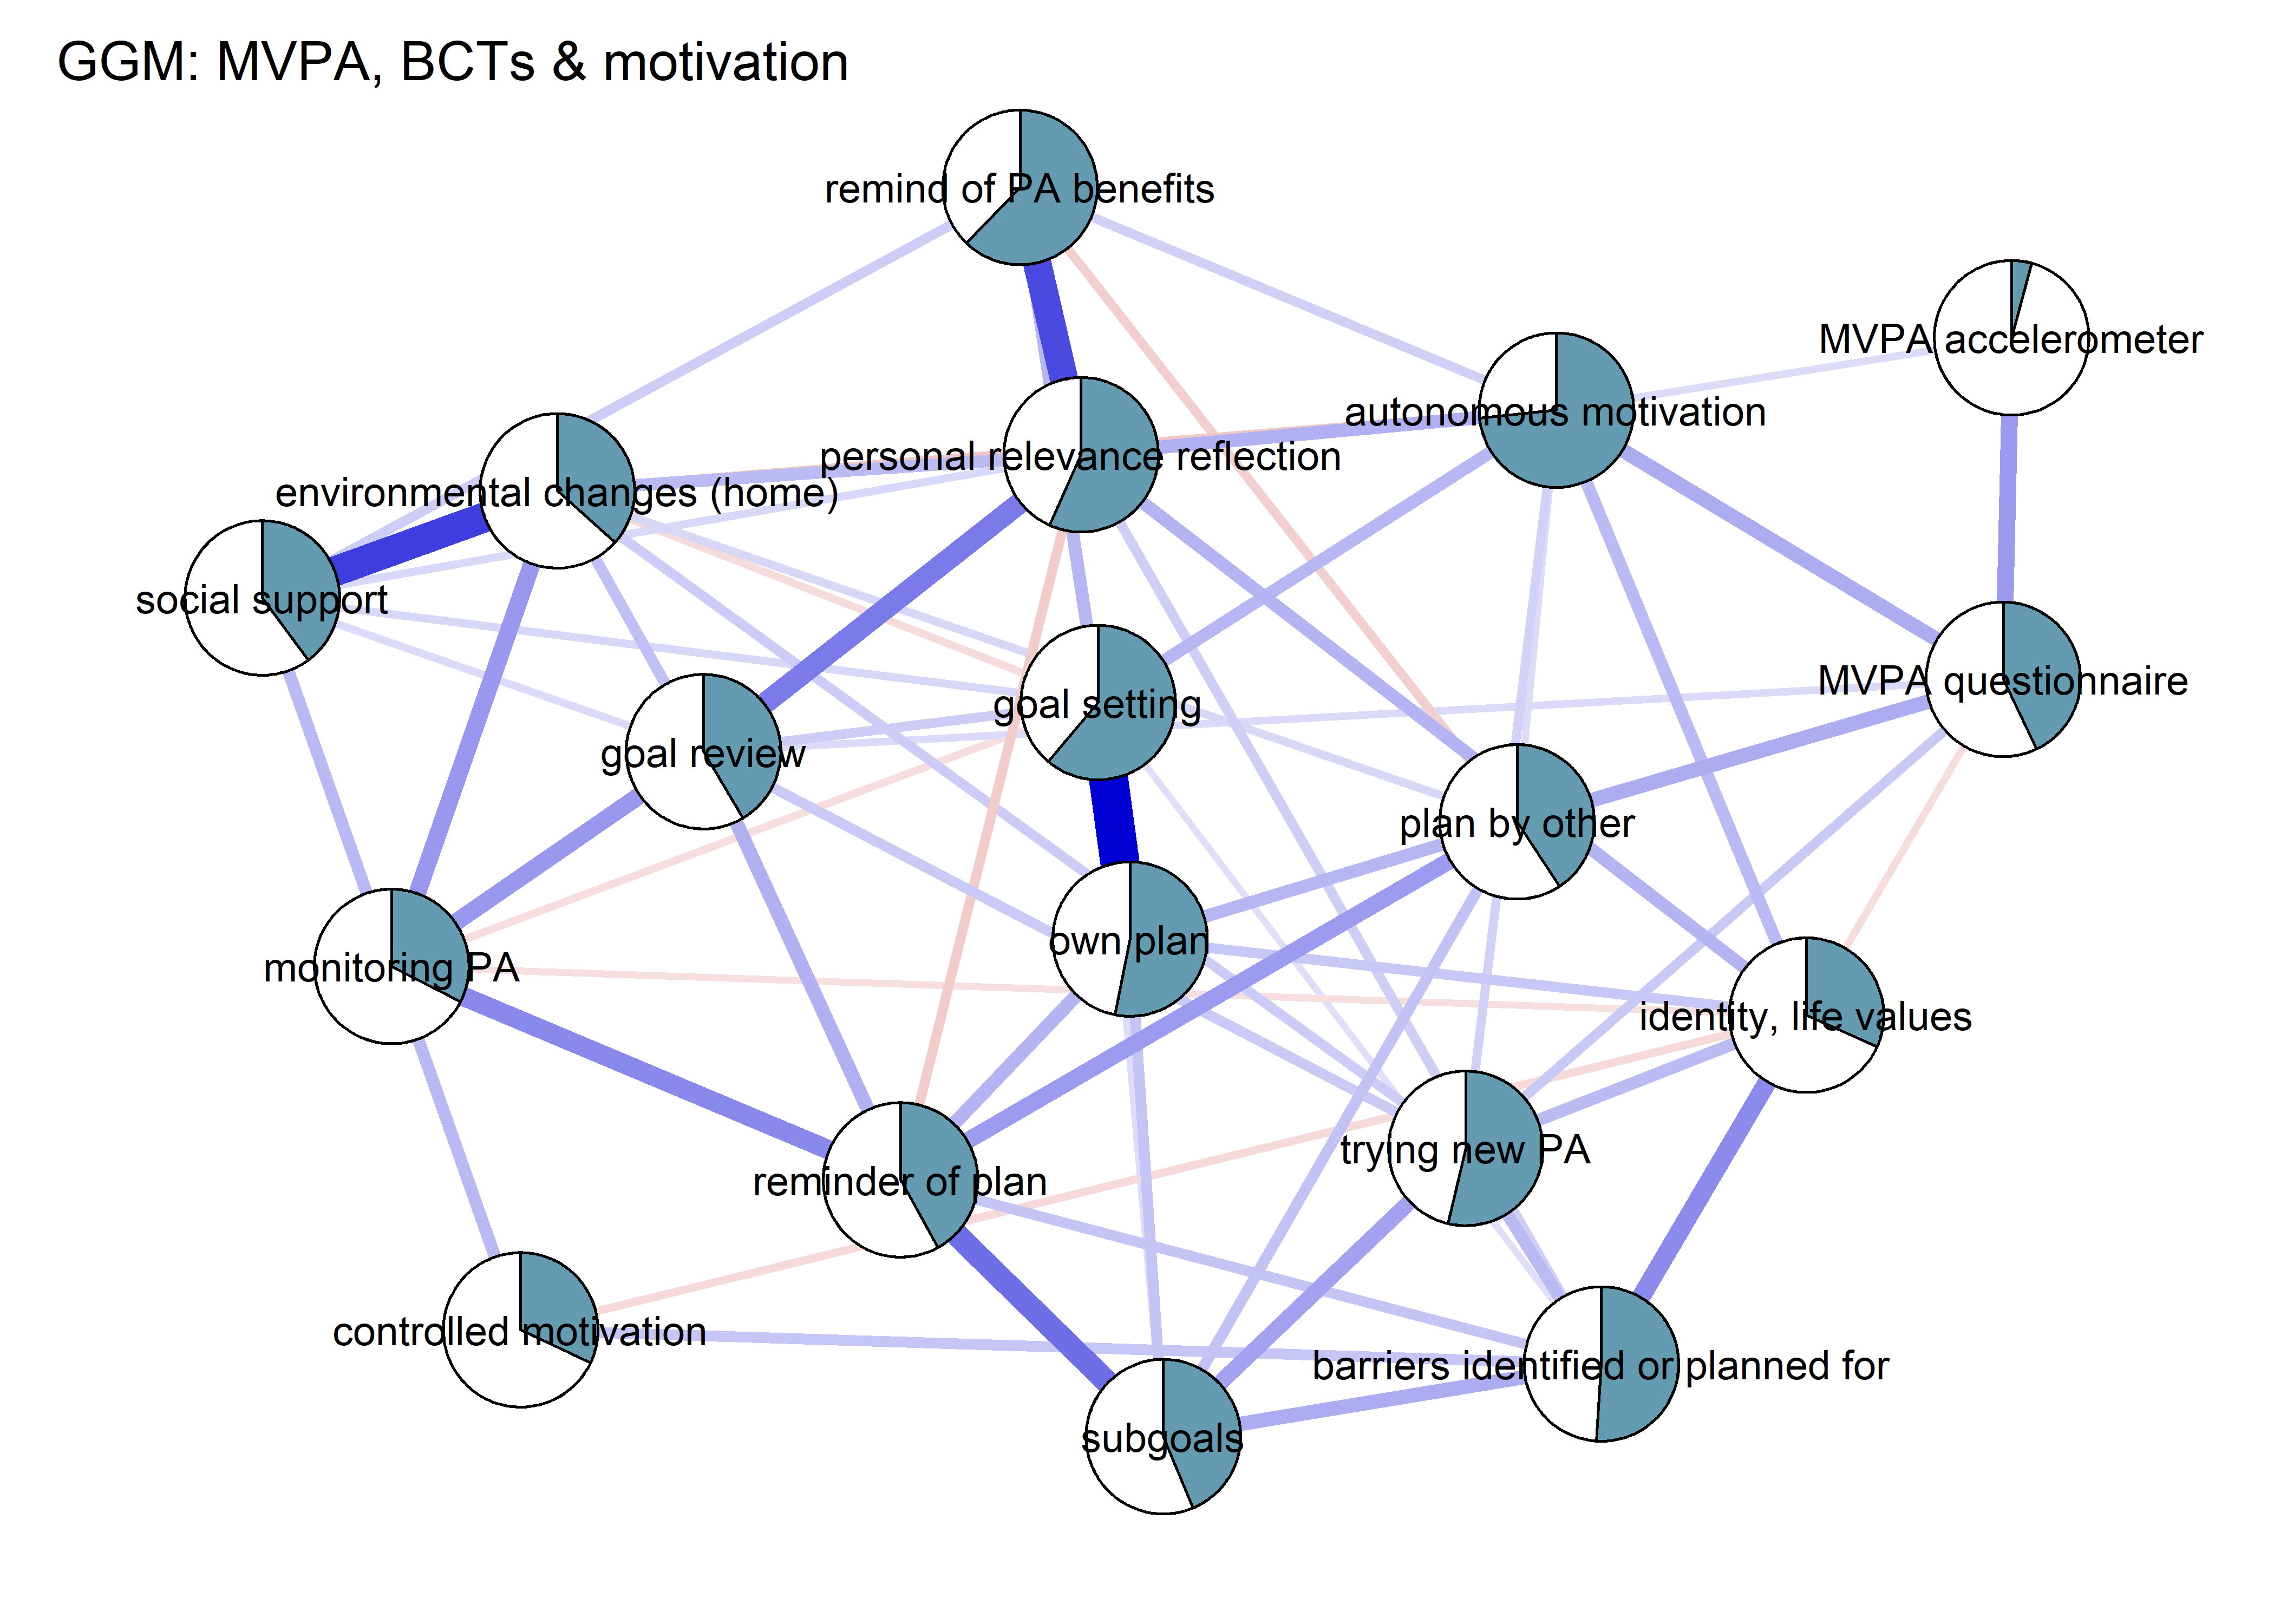 GGM: MVPA, BCTs & motivation
remind of PA benefits
MVPA accelerometer
autonomous motivation
personal relevance reflection
environmental changes (home)
social support
MVPA questionnaire
goal setting
goal review
plan by other
own plan
monitoring PA
identity, life values
trying new PA
reminder of plan
controlled motivation
barriers identified or planned for
subgoals